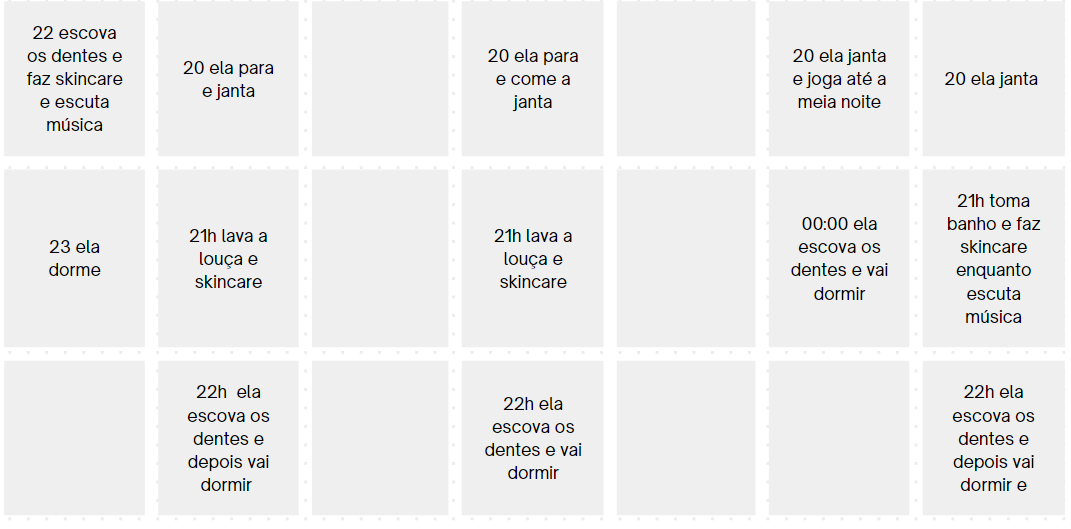 22 escova
os dentes e
faz skincare
e escuta
música
20 ela para
e janta
20 ela para
e come a
janta
20 ela janta
e joga até a
meia noite
20 ela janta
23 ela
dorme
21h lava a
louça e
skincare
21h lava a
louça e
skincare
00:00 ela
escova os
dentes e vai
dormir
21h toma
banho e faz
skincare
enquanto
escuta
música
22h  ela
escova os
dentes e
depois vai
dormir
22h ela
escova os
dentes e vai
dormir
22h ela
escova os
dentes e
depois vai
dormir e